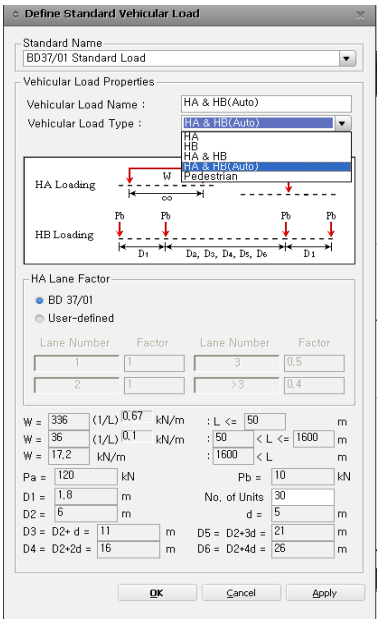 Define Standard Vehicular Load
Standard Name
BD37/01 Standard Load
Vehicular Load Properties
Vehicular Load Name : HA & HB(Auto)
Vehicular Load Type : HA & HB(Auto)
HA
HB
HA & HB
HA & HB(Auto)
Pedestrian
HA Loading W
∞
Pb Pb Pb Pb
HB Loading
D1 D2, D3, D4, D5, D6 D1
HA Lane Factor
BD 37/01
User-defined
Lane Number Factor Lane Number Factor
1 1 3 0,5
2 1 >3 0,4
W = 336 (1/L) 0,67 kN/m : L <= 50 m
W = 36 (1/L) 0,1 kN/m : 50 < L <= 1600 m
W = 17,2 kN/m : 1600 < L m
Pa = 120 kN Pb = 10 kN
D1 = 1,8 m No, of Units 30
D2 = 6 m d = 5 m
D3 = D2+ d = 11 m D5 = D2+3d = 21 m
D4 = D2+2d = 16 m D6 = D2+4d = 26 m
OK Cancel Apply